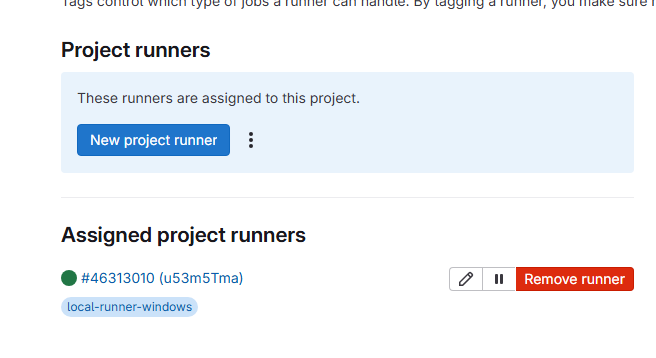 Tags control which type of jobs a runner can handle. By tagging a runner, you make sure
Project runners
These runners are assigned to this project.
New project runner
Assigned project runners
#46313010 (u53m5Tma)
Remove runner
local-runner-windows